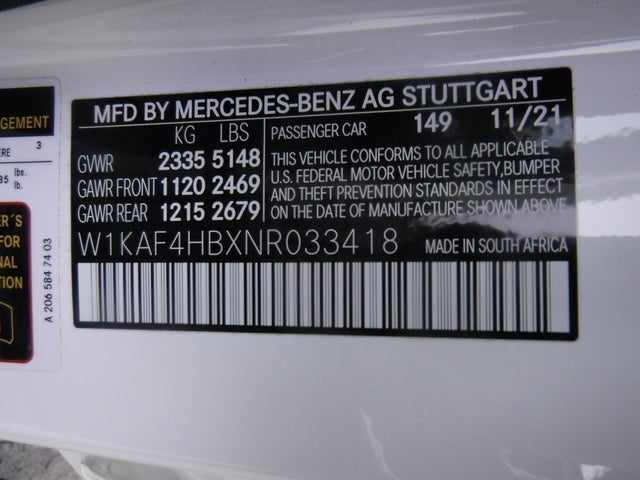 MFD BY MERCEDES-BENZ AG STUTTGART
KG LBS
GVWR 2335 5148
GAWR FRONT 1120 2469
GAWR REAR 1215 2679
PASSENGER CAR 149 11/21
THIS VEHICLE CONFORMS TO ALL APPLICABLE
U.S. FEDERAL MOTOR VEHICLE SAFETY,BUMPER
AND THEFT PREVENTION STANDARDS IN EFFECT
ON THE DATE OF MANUFACTURE SHOWN ABOVE
W1KAF4HBXNR033418 MADE IN SOUTH AFRICA
GEMENT
ERE 3
35 lbs.
lb.
R´S
FOR
NAL
TION
A 206 584 74 03